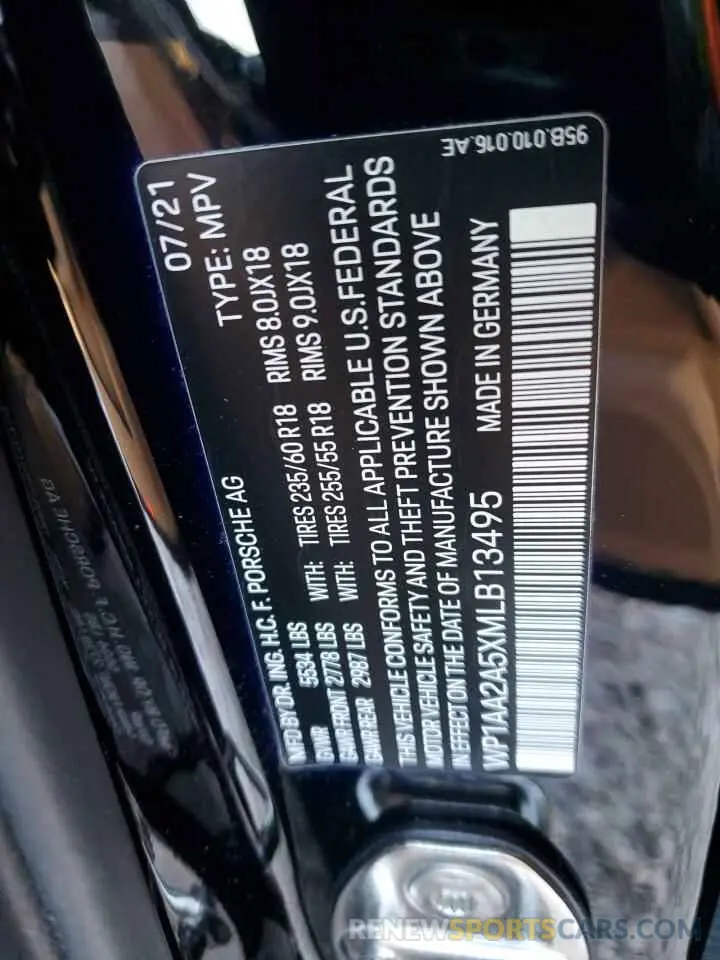 95B.010.016.AE
MFD BY DR. ING. H.C. F. PORSCHE AG 07/21
TYPE: MPV
GVWR 5534 LBS WITH: TIRES 235/60 R18 RIMS 8.0JX18
GAWR FRONT 2778 LBS WITH: TIRES 255/55 R18 RIMS 9.0JX18
GAWR REAR 2987 LBS
THIS VEHICLE CONFORMS TO ALL APPLICABLE U.S. FEDERAL
MOTOR VEHICLE SAFETY AND THEFT PREVENTION STANDARDS
IN EFFECT ON THE DATE OF MANUFACTURE SHOWN ABOVE
WP1AA2A5XMLB13495 MADE IN GERMANY
RENEWSPORTSCARS.COM